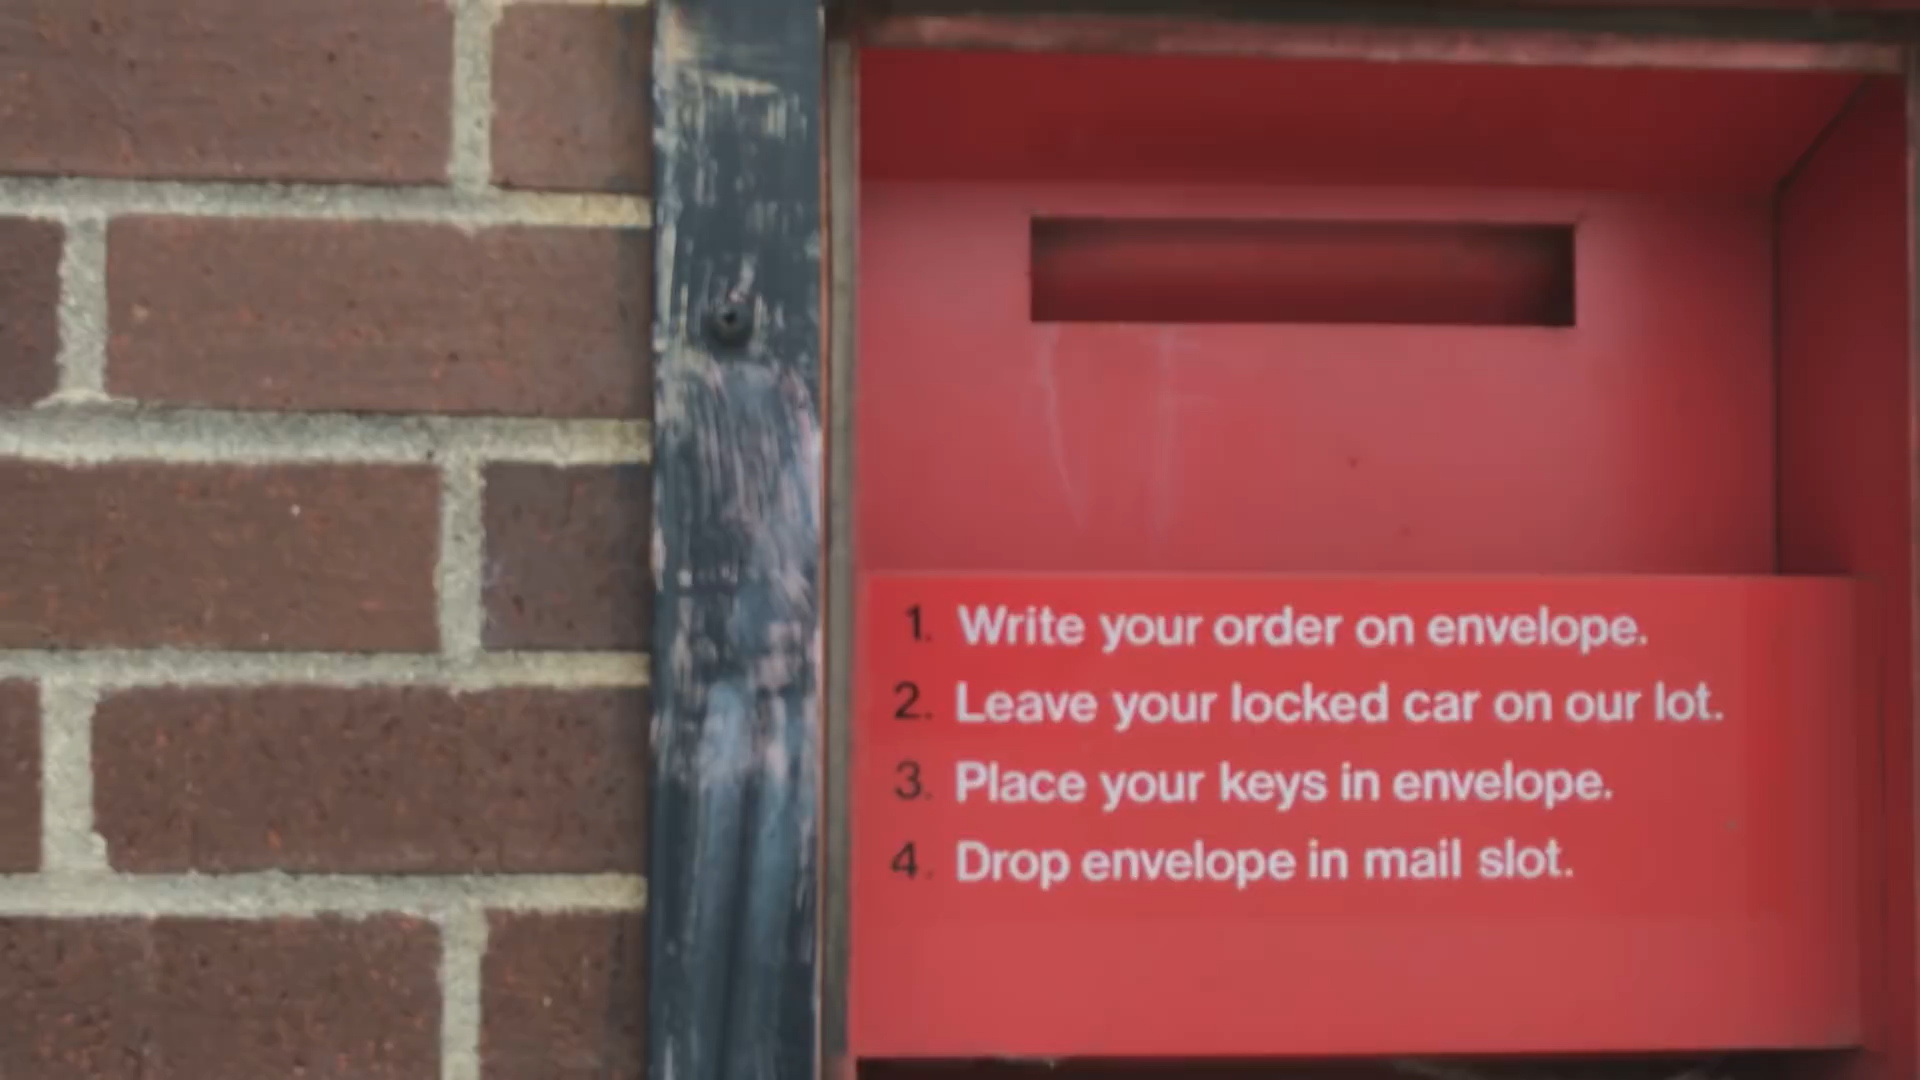 1. Write your order on envelope.
2. Leave your locked car on our lot.
3. Place your keys in envelope.
4. Drop envelope in mail slot.